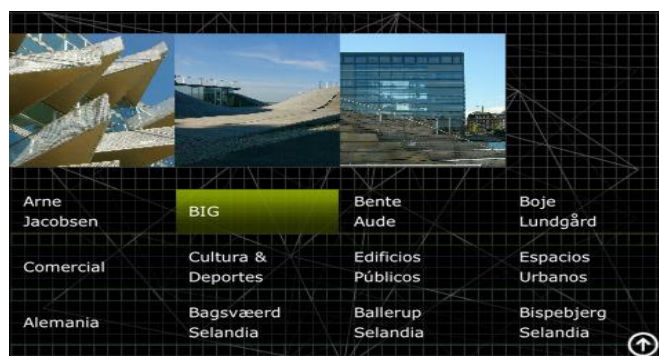 Arne
Jacobsen
BIG
Bente
Aude
Boje
Lundgård
Comercial
Cultura &
Deportes
Edificios
Públicos
Espacios
Urbanos
Alemania
Bagsvæerd
Selandia
Ballerup
Selandia
Bispebjerg
Selandia